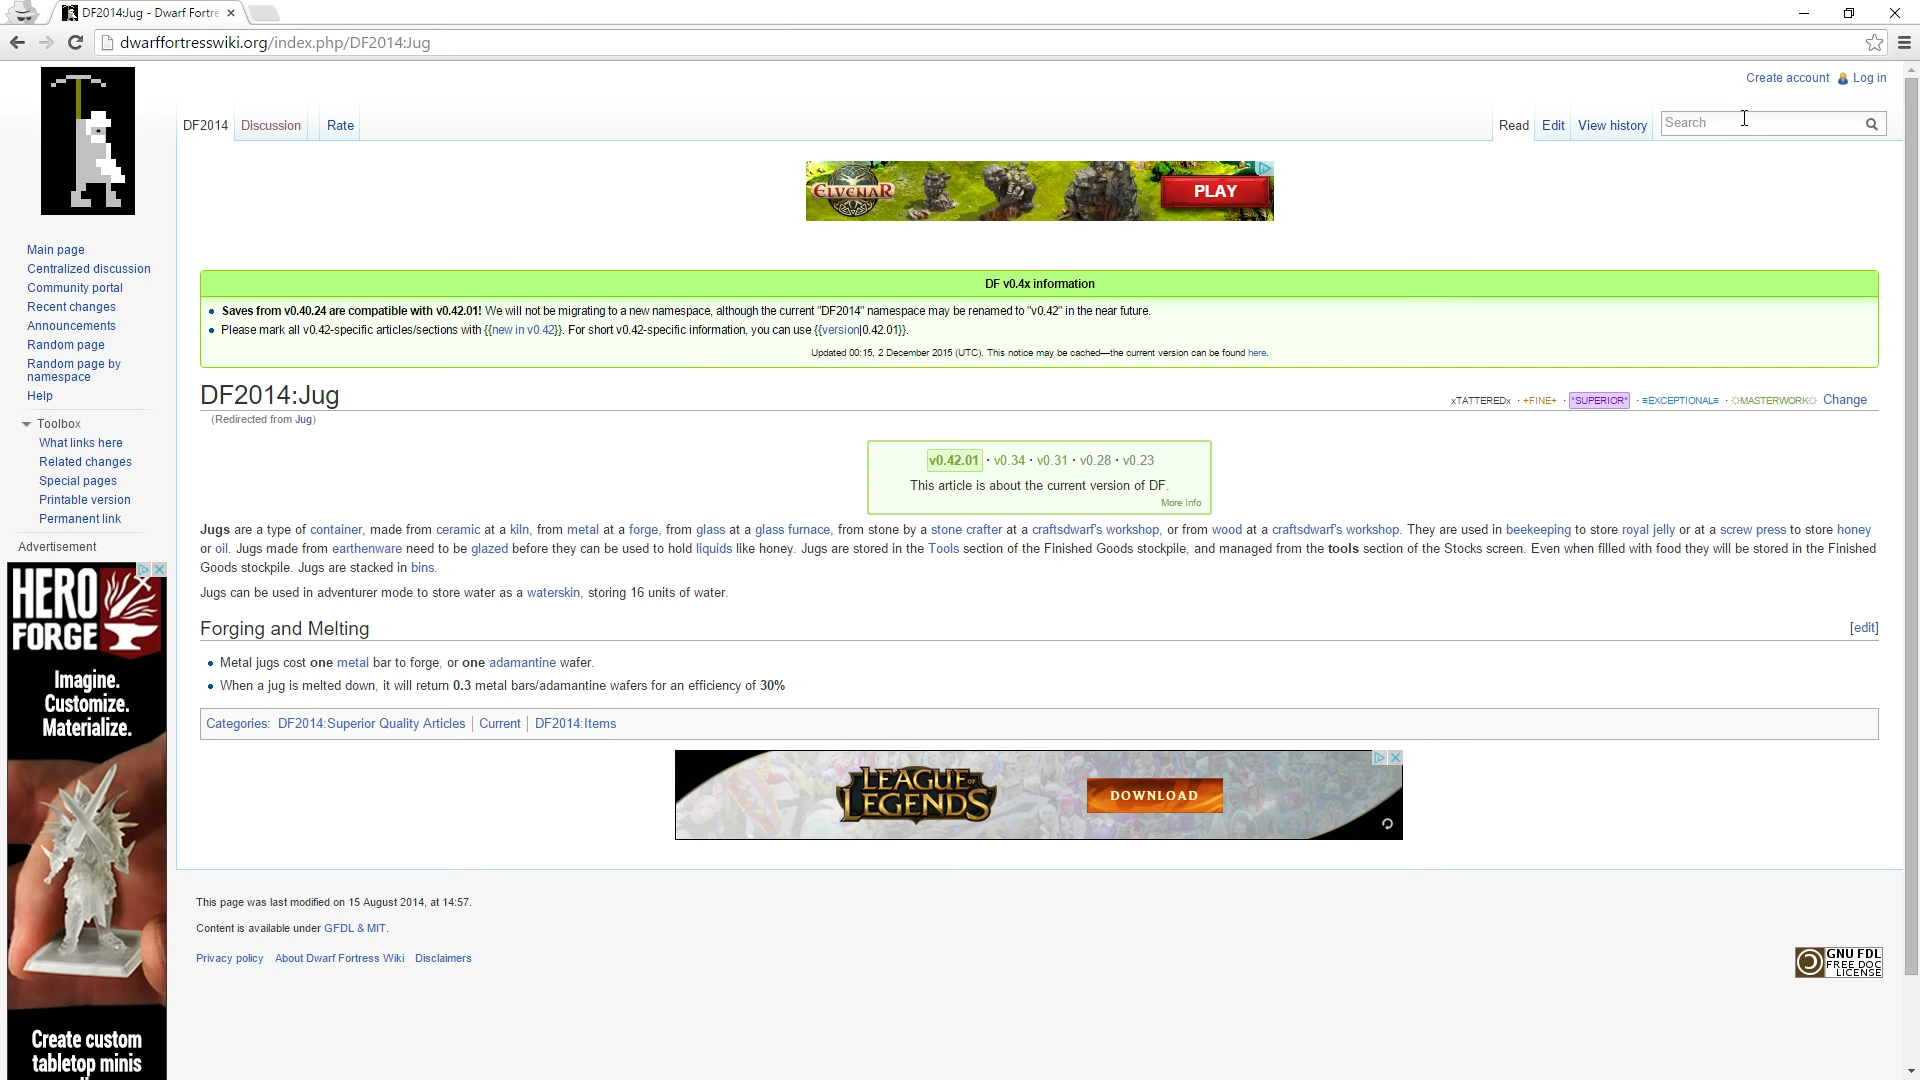 DF2014:Jug - Dwarf Fortre
dwarffortresswiki.org/index.php/DF2014:Jug
Create account Log in
DF2014 Discussion Rate Read Edit View history Search
ELVENAR PLAY
Main page
Centralized discussion
Community portal
Recent changes
Announcements
Random page
Random page by
namespace
Help
Toolbox
What links here
Related changes
Special pages
Printable version
Permanent link
Advertisement
HERO
FORGE
Imagine.
Customize.
Materialize.
Create custom
tabletop minis
DF v0.4x information
Saves from v0.40.24 are compatible with v0.42.01! We will not be migrating to a new namespace, although the current "DF2014" namespace may be renamed to "v0.42" in the near future.
Please mark all v0.42-specific articles/sections with {{new in v0.42}}. For short v0.42-specific information, you can use {{version|0.42.01}}.
Updated 00:15, 2 December 2015 (UTC). This notice may be cached—the current version can be found here.
DF2014:Jug
xTATTEREDx · +FINE+ · *SUPERIOR* · ≡EXCEPTIONAL≡ · ☼MASTERWORK☼ Change
(Redirected from Jug)
v0.42.01 · v0.34 · v0.31 · v0.28 · v0.23
This article is about the current version of DF.
More Info
Jugs are a type of container, made from ceramic at a kiln, from metal at a forge, from glass at a glass furnace, from stone by a stone crafter at a craftsdwarf's workshop, or from wood at a craftsdwarf's workshop. They are used in beekeeping to store royal jelly or at a screw press to store honey
or oil. Jugs made from earthenware need to be glazed before they can be used to hold liquids like honey. Jugs are stored in the Tools section of the Finished Goods stockpile, and managed from the tools section of the Stocks screen. Even when filled with food they will be stored in the Finished
Goods stockpile. Jugs are stacked in bins.
Jugs can be used in adventurer mode to store water as a waterskin, storing 16 units of water.
Forging and Melting [edit]
Metal jugs cost one metal bar to forge, or one adamantine wafer.
When a jug is melted down, it will return 0.3 metal bars/adamantine wafers for an efficiency of 30%
Categories: DF2014:Superior Quality Articles Current DF2014:Items
LEAGUE OF
LEGENDS
DOWNLOAD
This page was last modified on 15 August 2014, at 14:57.
Content is available under GFDL & MIT.
Privacy policy About Dwarf Fortress Wiki Disclaimers
GNU FDL
FREE DOC
LICENSE